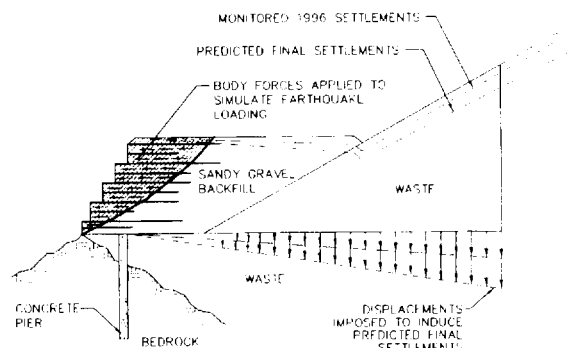 MONITORED 1996 SETTLEMENTS
PREDICTED FINAL SETTLEMENTS
BODY FORCES APPLIED TO
SIMULATE EARTHQUAKE
LOADING
SANDY GRAVEL
BACKFILL
WASTE
WASTE
CONCRETE
PIER
BEDROCK
DISPLACEMENTS
IMPOSED TO INDUCE
PREDICTED FINAL
SETTLEMENTS